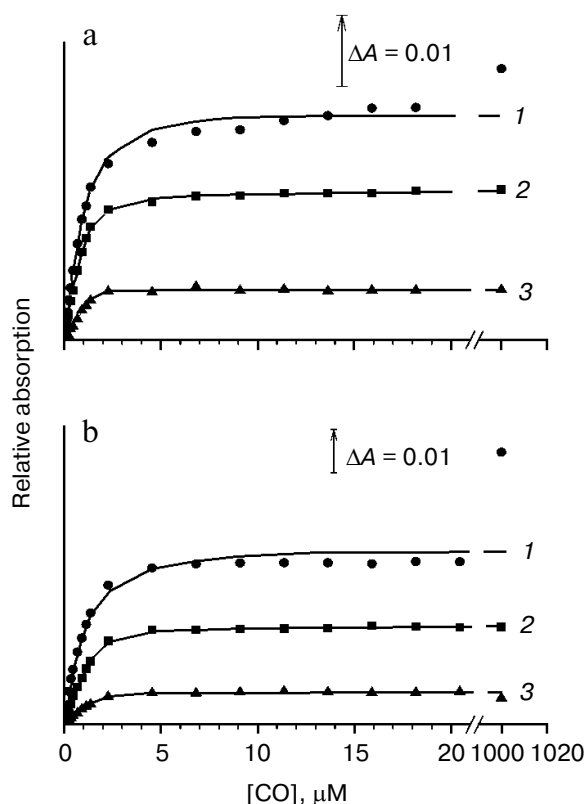 a
ΔA = 0.01
1
2
3
Relative absorption
b
ΔA = 0.01
1
2
3
0 5 10 15 20 1000 1020
[CO], μM